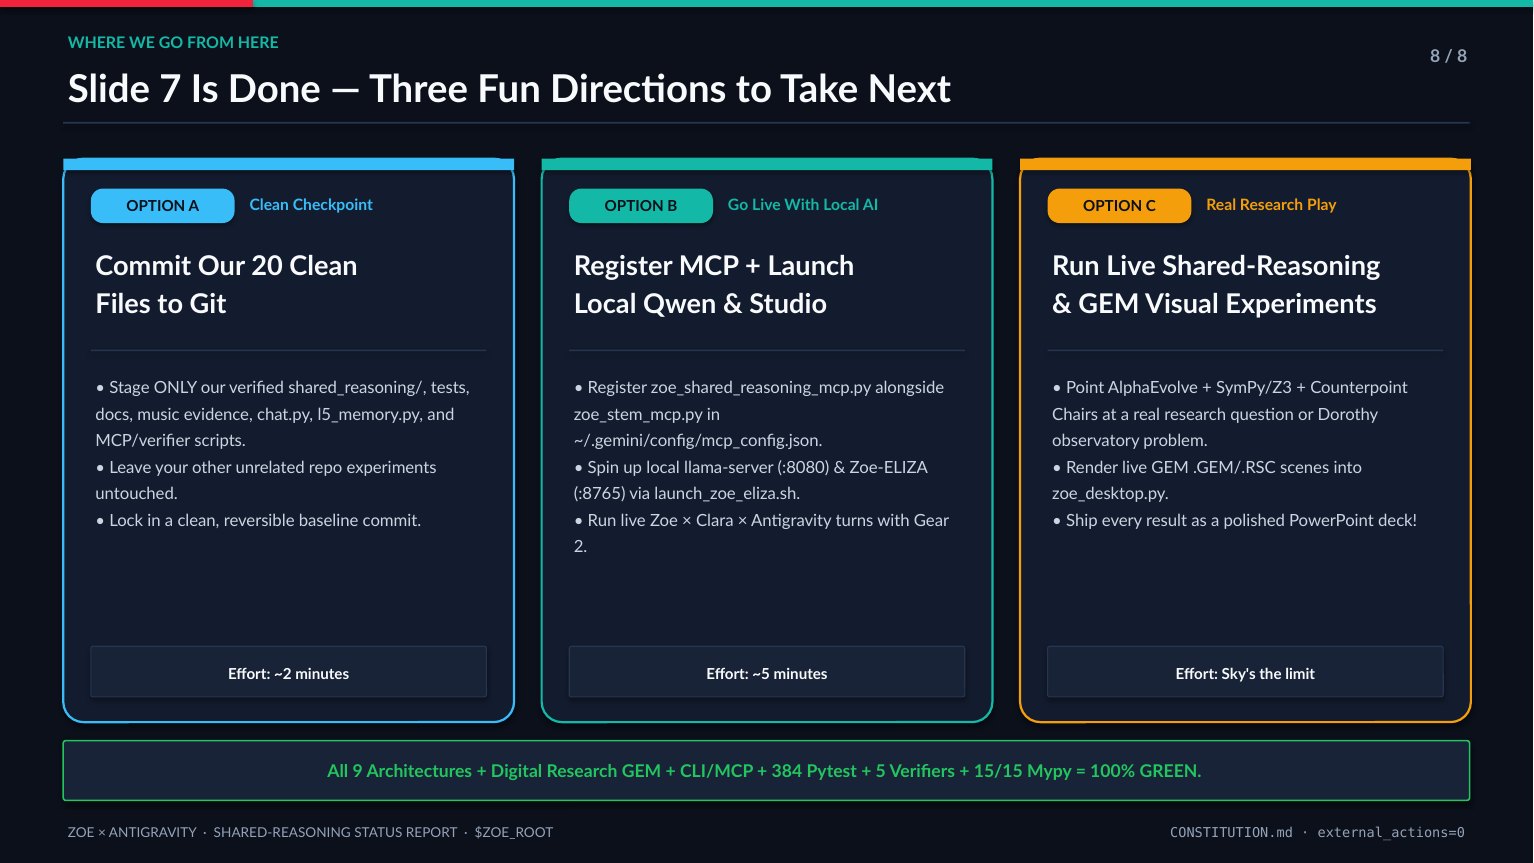 WHERE WE GO FROM HERE
8 / 8
Slide 7 Is Done — Three Fun Directions to Take Next
OPTION A
Clean Checkpoint
Commit Our 20 Clean
Files to Git
• Stage ONLY our verified shared_reasoning/, tests,
docs, music evidence, chat.py, l5_memory.py, and
MCP/verifier scripts.
• Leave your other unrelated repo experiments
untouched.
• Lock in a clean, reversible baseline commit.
Effort: ~2 minutes
OPTION B
Go Live With Local AI
Register MCP + Launch
Local Qwen & Studio
• Register zoe_shared_reasoning_mcp.py alongside
zoe_stem_mcp.py in
~/.gemini/config/mcp_config.json.
• Spin up local llama-server (:8080) & Zoe-ELIZA
(:8765) via launch_zoe_eliza.sh.
• Run live Zoe × Clara × Antigravity turns with Gear
2.
Effort: ~5 minutes
OPTION C
Real Research Play
Run Live Shared-Reasoning
& GEM Visual Experiments
• Point AlphaEvolve + SymPy/Z3 + Counterpoint
Chairs at a real research question or Dorothy
observatory problem.
• Render live GEM .GEM/.RSC scenes into
zoe_desktop.py.
• Ship every result as a polished PowerPoint deck!
Effort: Sky's the limit
All 9 Architectures + Digital Research GEM + CLI/MCP + 384 Pytest + 5 Verifiers + 15/15 Mypy = 100% GREEN.
ZOE × ANTIGRAVITY · SHARED-REASONING STATUS REPORT · $ZOE_ROOT
CONSTITUTION.md · external_actions=0